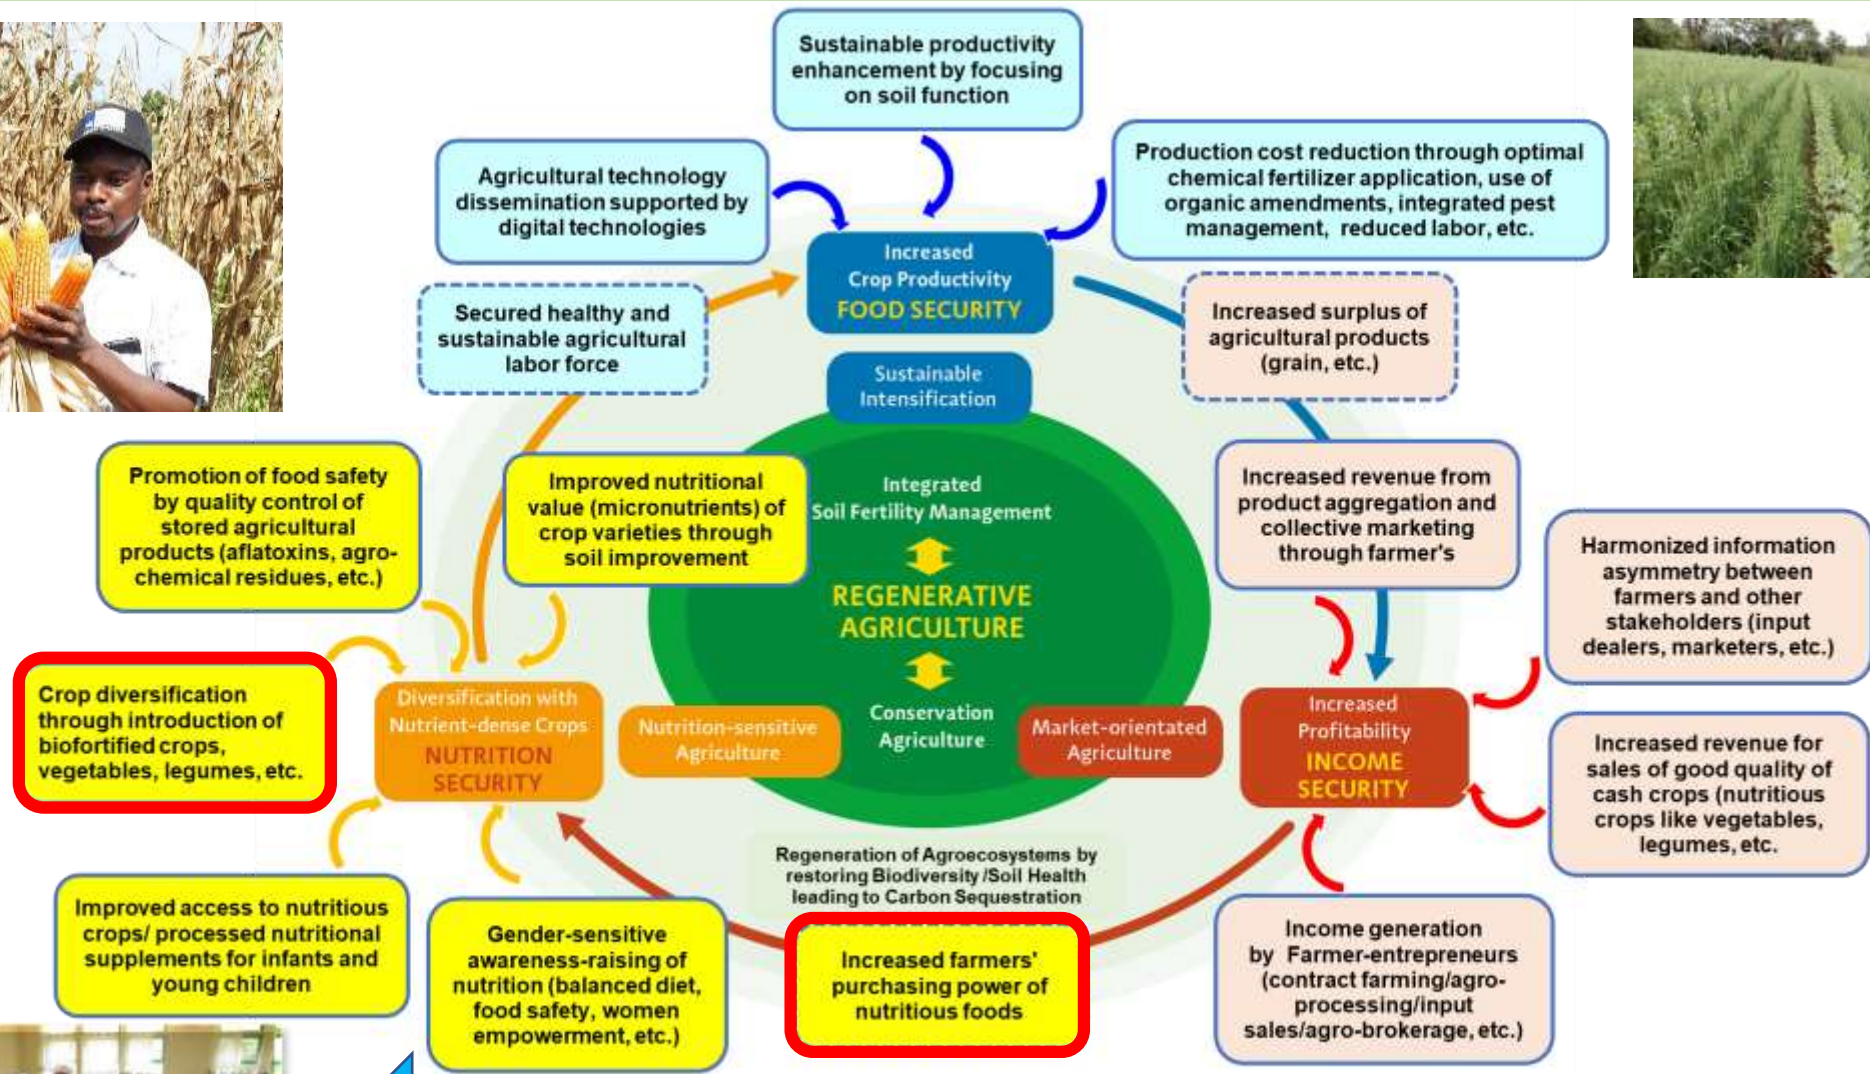 Sustainable productivity
enhancement by focusing
on soil function
Agricultural technology
dissemination supported by
digital technologies
Production cost reduction through optimal
chemical fertilizer application, use of
organic amendments, integrated pest
management, reduced labor, etc.
Increased
Crop Productivity
FOOD SECURITY
Secured healthy and
sustainable agricultural
labor force
Increased surplus of
agricultural products
(grain, etc.)
Sustainable
Intensification
Promotion of food safety
by quality control of
stored agricultural
products (aflatoxins, agro-
chemical residues, etc.)
Improved nutritional
value (micronutrients) of
crop varieties through
soil improvement
Integrated
Soil Fertility Management
REGENERATIVE
AGRICULTURE
Conservation
Agriculture
Increased revenue from
product aggregation and
collective marketing
through farmer's
Harmonized information
asymmetry between
farmers and other
stakeholders (input
dealers, marketers, etc.)
Crop diversification
through introduction of
biofortified crops,
vegetables, legumes, etc.
Diversification with
Nutrient-dense Crops
NUTRITION
SECURITY
Nutrition-sensitive
Agriculture
Market-orientated
Agriculture
Increased
Profitability
INCOME
SECURITY
Increased revenue for
sales of good quality of
cash crops (nutritious
crops like vegetables,
legumes, etc.
Regeneration of Agroecosystems by
restoring Biodiversity /Soil Health
leading to Carbon Sequestration
Improved access to nutritious
crops/ processed nutritional
supplements for infants and
young children
Gender-sensitive
awareness-raising of
nutrition (balanced diet,
food safety, women
empowerment, etc.)
Increased farmers'
purchasing power of
nutritious foods
Income generation
by Farmer-entrepreneurs
(contract farming/agro-
processing/input
sales/agro-brokerage, etc.)